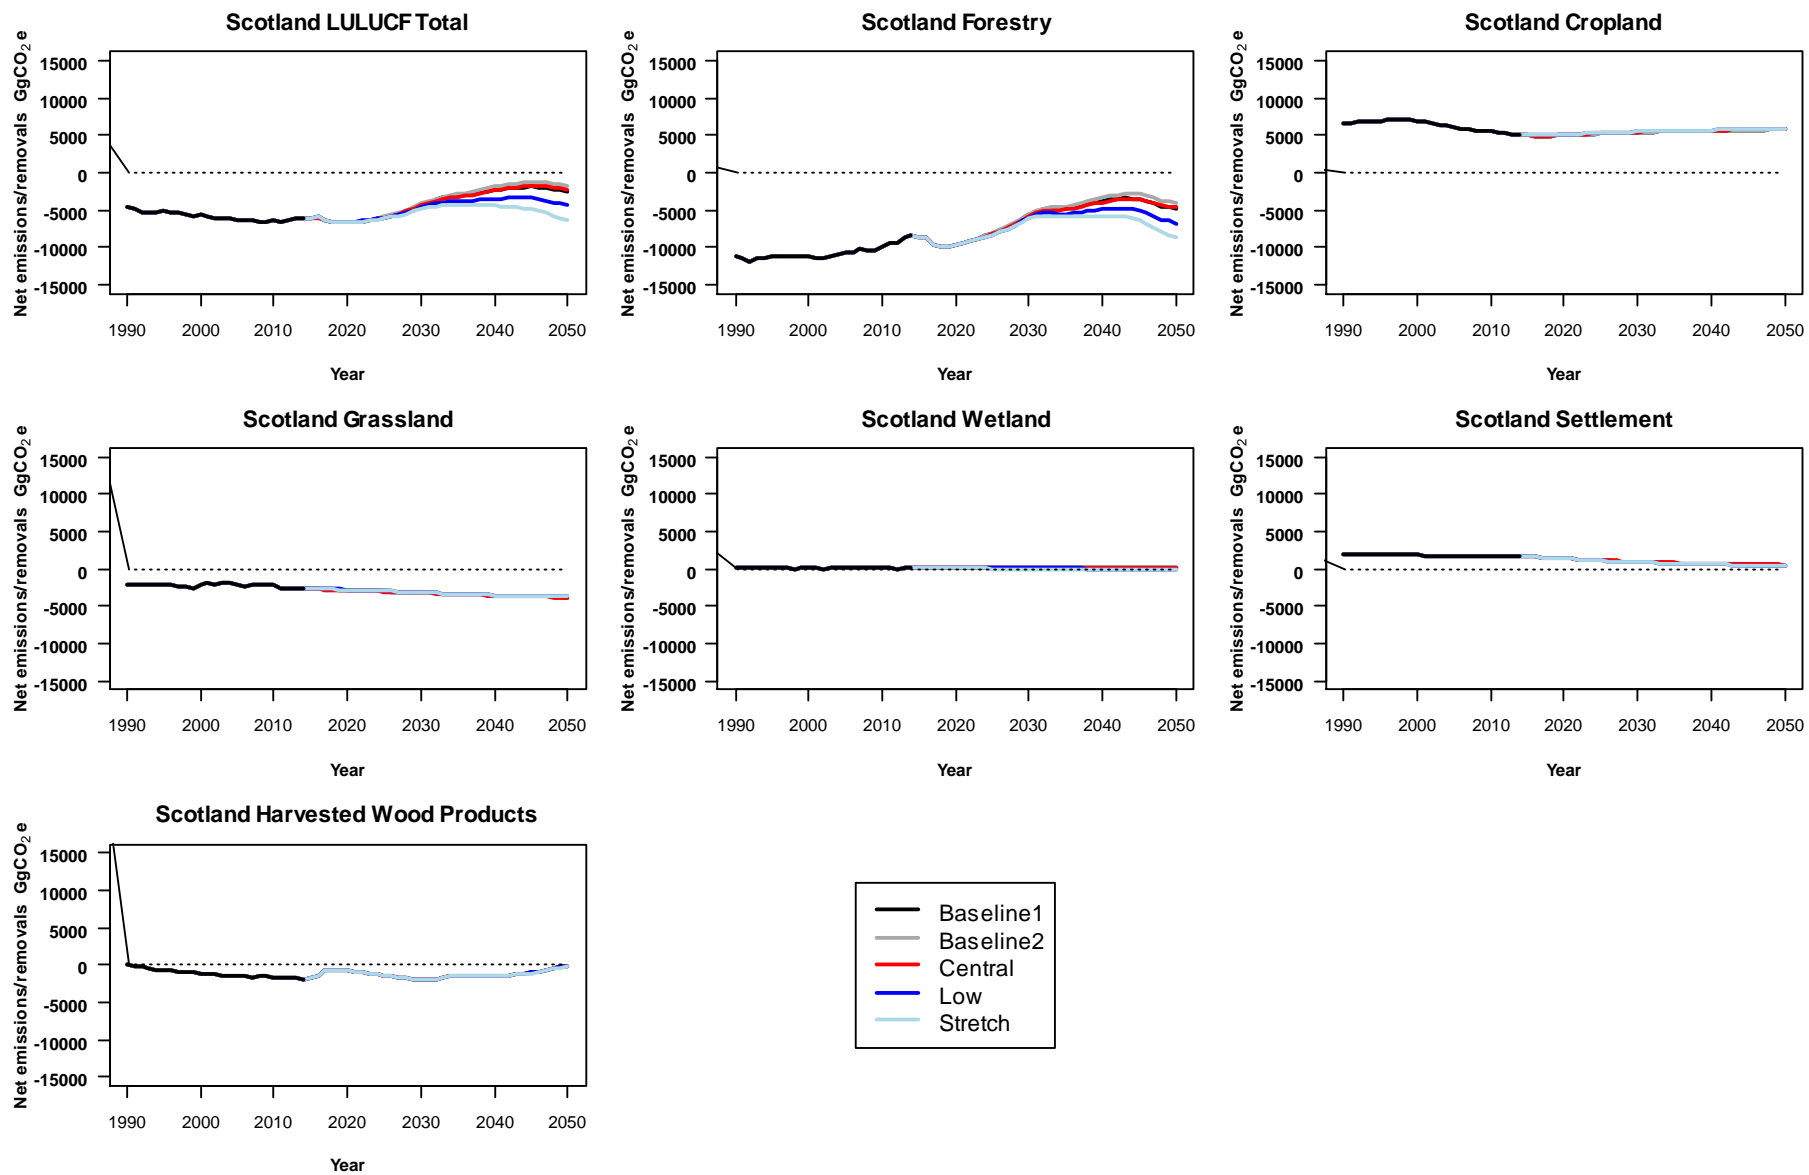 Scotland LULUCF Total
Net emissions/removals GgCO₂e
15000
10000
5000
0
-5000
-10000
-15000
1990 2000 2010 2020 2030 2040 2050
Year
Scotland Forestry
Net emissions/removals GgCO₂e
15000
10000
5000
0
-5000
-10000
-15000
1990 2000 2010 2020 2030 2040 2050
Year
Scotland Cropland
Net emissions/removals GgCO₂e
15000
10000
5000
0
-5000
-10000
-15000
1990 2000 2010 2020 2030 2040 2050
Year
Scotland Grassland
Net emissions/removals GgCO₂e
15000
10000
5000
0
-5000
-10000
-15000
1990 2000 2010 2020 2030 2040 2050
Year
Scotland Wetland
Net emissions/removals GgCO₂e
15000
10000
5000
0
-5000
-10000
-15000
1990 2000 2010 2020 2030 2040 2050
Year
Scotland Settlement
Net emissions/removals GgCO₂e
15000
10000
5000
0
-5000
-10000
-15000
1990 2000 2010 2020 2030 2040 2050
Year
Scotland Harvested Wood Products
Net emissions/removals GgCO₂e
15000
10000
5000
0
-5000
-10000
-15000
1990 2000 2010 2020 2030 2040 2050
Year
Baseline1
Baseline2
Central
Low
Stretch